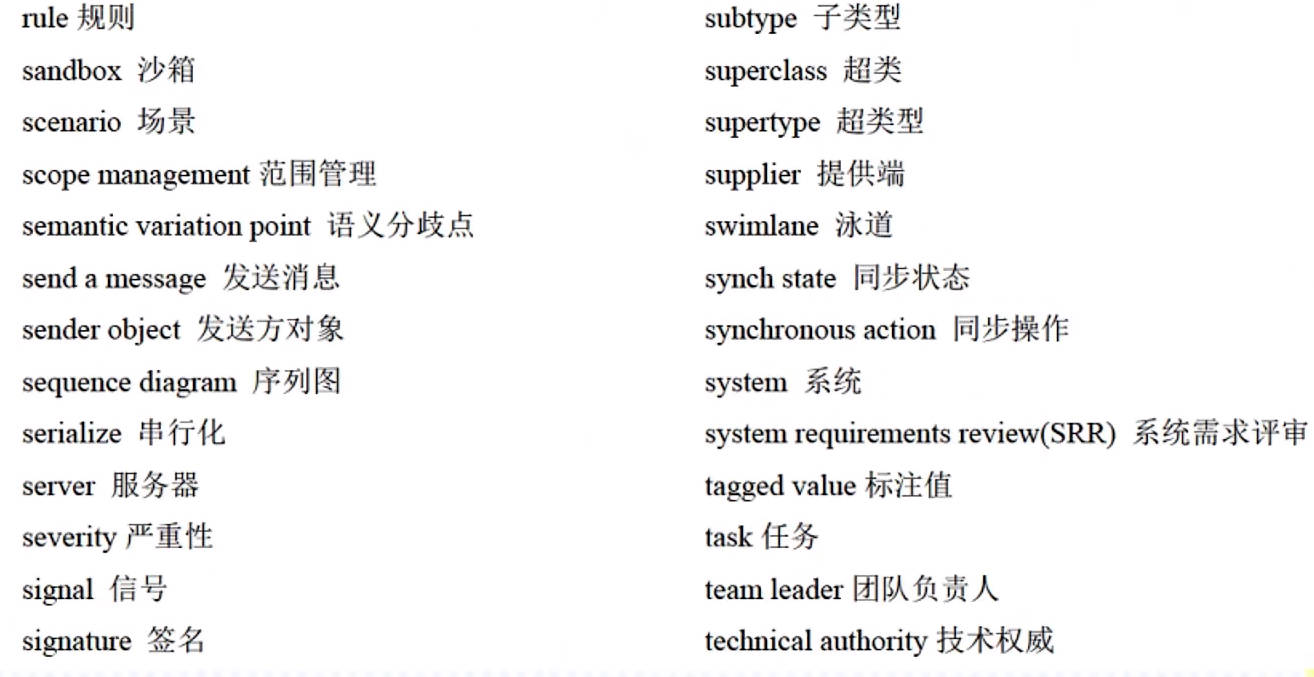 rule 规则
sandbox 沙箱
scenario 场景
scope management 范围管理
semantic variation point 语义分歧点
send a message 发送消息
sender object 发送方对象
sequence diagram 序列图
serialize 串行化
server 服务器
severity 严重性
signal 信号
signature 签名
subtype 子类型
superclass 超类
supertype 超类型
supplier 提供端
swimlane 泳道
synch state 同步状态
synchronous action 同步操作
system 系统
system requirements review(SRR) 系统需求评审
tagged value 标注值
task 任务
team leader 团队负责人
technical authority 技术权威